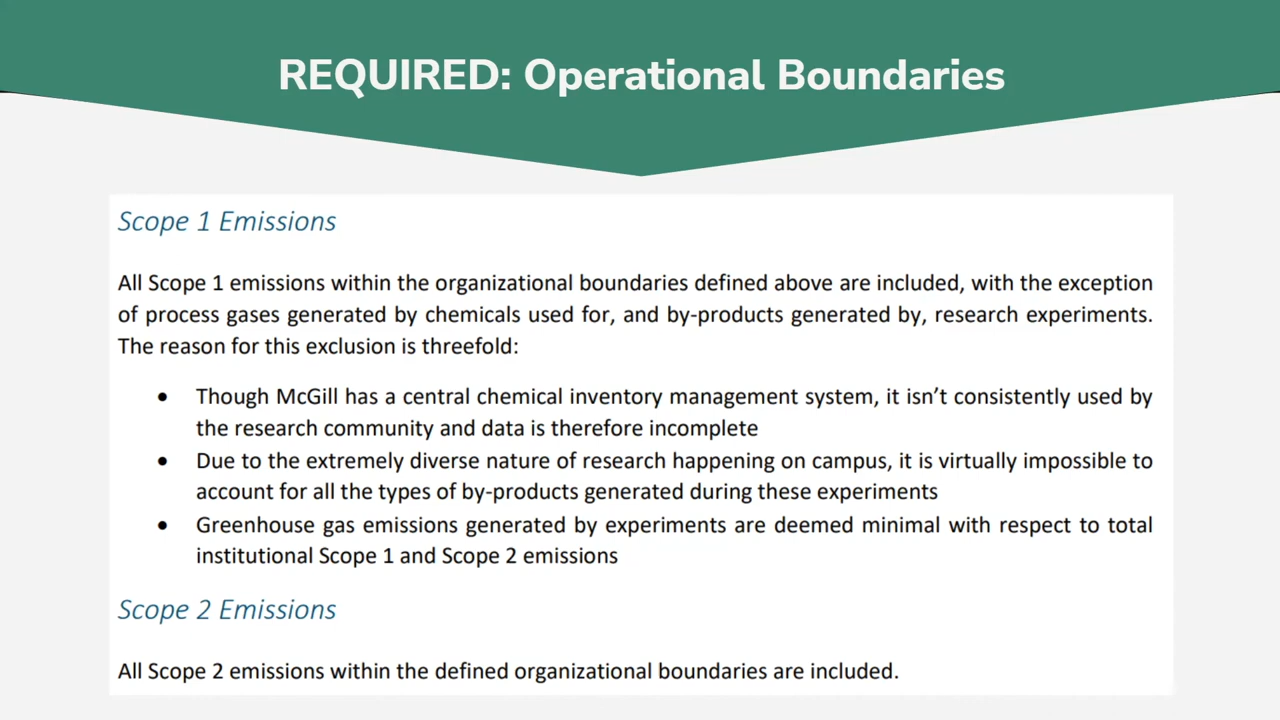 REQUIRED: Operational Boundaries
Scope 1 Emissions
All Scope 1 emissions within the organizational boundaries defined above are included, with the exception
of process gases generated by chemicals used for, and by-products generated by, research experiments.
The reason for this exclusion is threefold:
• Though McGill has a central chemical inventory management system, it isn’t consistently used by
the research community and data is therefore incomplete
• Due to the extremely diverse nature of research happening on campus, it is virtually impossible to
account for all the types of by-products generated during these experiments
• Greenhouse gas emissions generated by experiments are deemed minimal with respect to total
institutional Scope 1 and Scope 2 emissions
Scope 2 Emissions
All Scope 2 emissions within the defined organizational boundaries are included.